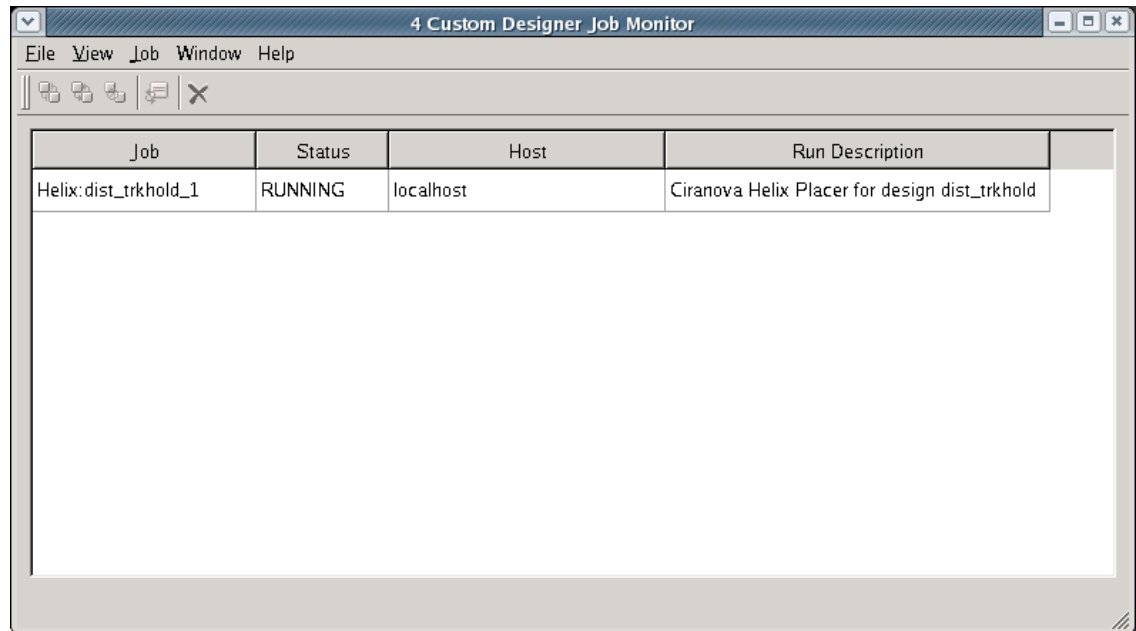 4 Custom Designer Job Monitor
File View Job Window Help
Job Status Host Run Description
Helix:dist_trkhold_1 RUNNING localhost Ciranova Helix Placer for design dist_trkhold